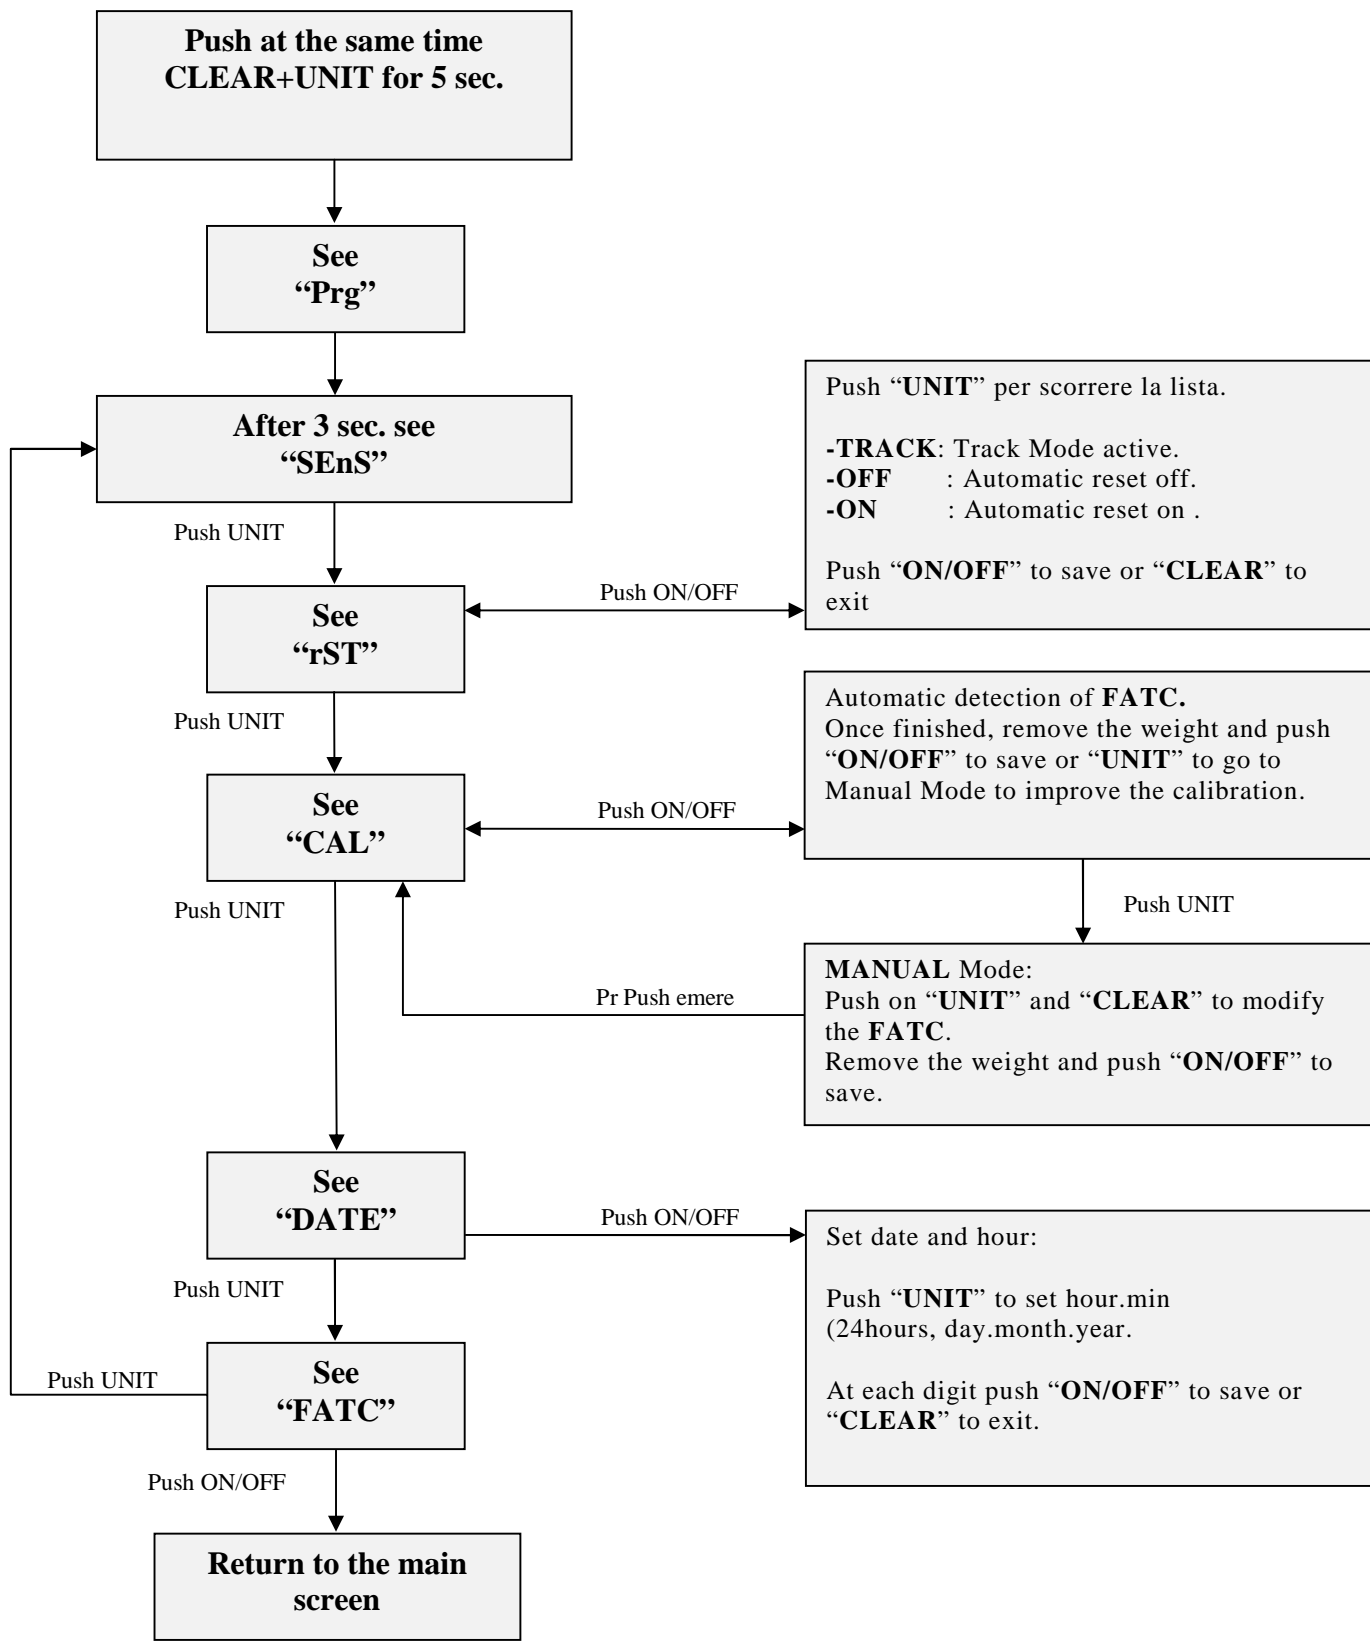 Push at the same time
CLEAR+UNIT for 5 sec.
See
“Prg”
After 3 sec. see
“SEnS”
Push UNIT
See
“rST”
Push ON/OFF
Push “UNIT” per scorrere la lista.
-TRACK: Track Mode active.
-OFF : Automatic reset off.
-ON : Automatic reset on .
Push “ON/OFF” to save or “CLEAR” to
exit
Push UNIT
See
“CAL”
Push ON/OFF
Automatic detection of FATC.
Once finished, remove the weight and push
“ON/OFF” to save or “UNIT” to go to
Manual Mode to improve the calibration.
Push UNIT
Push UNIT
Pr Push emere
MANUAL Mode:
Push on “UNIT” and “CLEAR” to modify
the FATC.
Remove the weight and push “ON/OFF” to
save.
See
“DATE”
Push ON/OFF
Set date and hour:
Push “UNIT” to set hour.min
(24hours, day.month.year.
At each digit push “ON/OFF” to save or
“CLEAR” to exit.
Push UNIT
See
“FATC”
Push UNIT
Push ON/OFF
Return to the main
screen